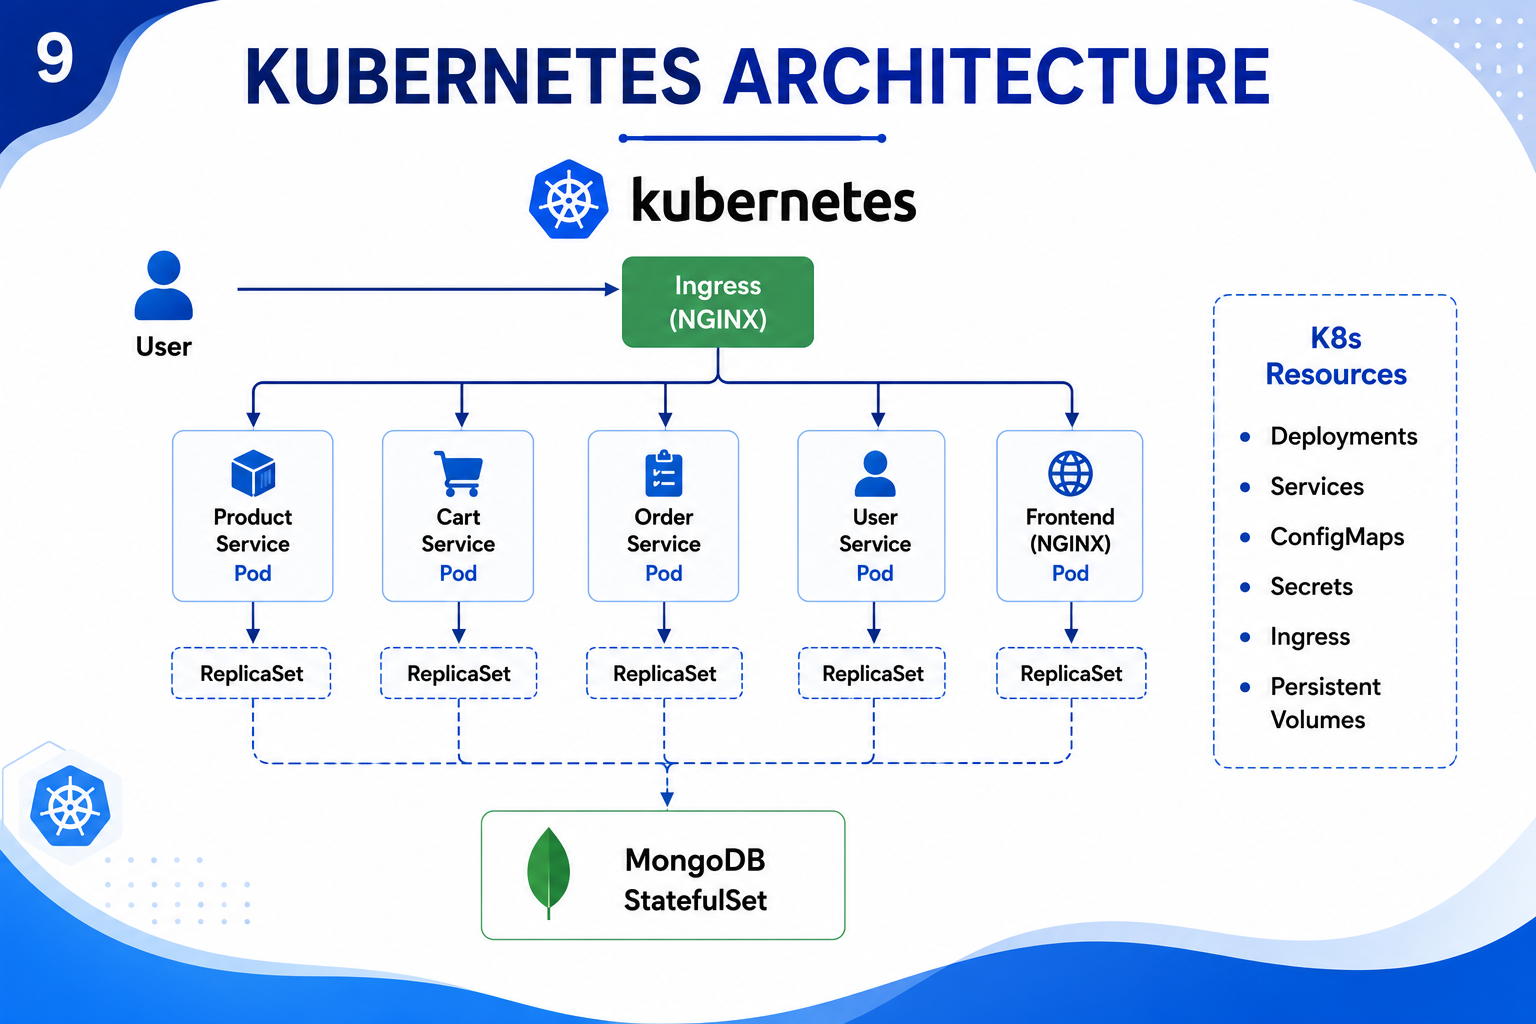 9
KUBERNETES ARCHITECTURE
kubernetes
User
Ingress
(NGINX)
Product
Service
Pod
Cart
Service
Pod
Order
Service
Pod
User
Service
Pod
Frontend
(NGINX)
Pod
ReplicaSet
ReplicaSet
ReplicaSet
ReplicaSet
ReplicaSet
MongoDB
StatefulSet
K8s
Resources
Deployments
Services
ConfigMaps
Secrets
Ingress
Persistent
Volumes